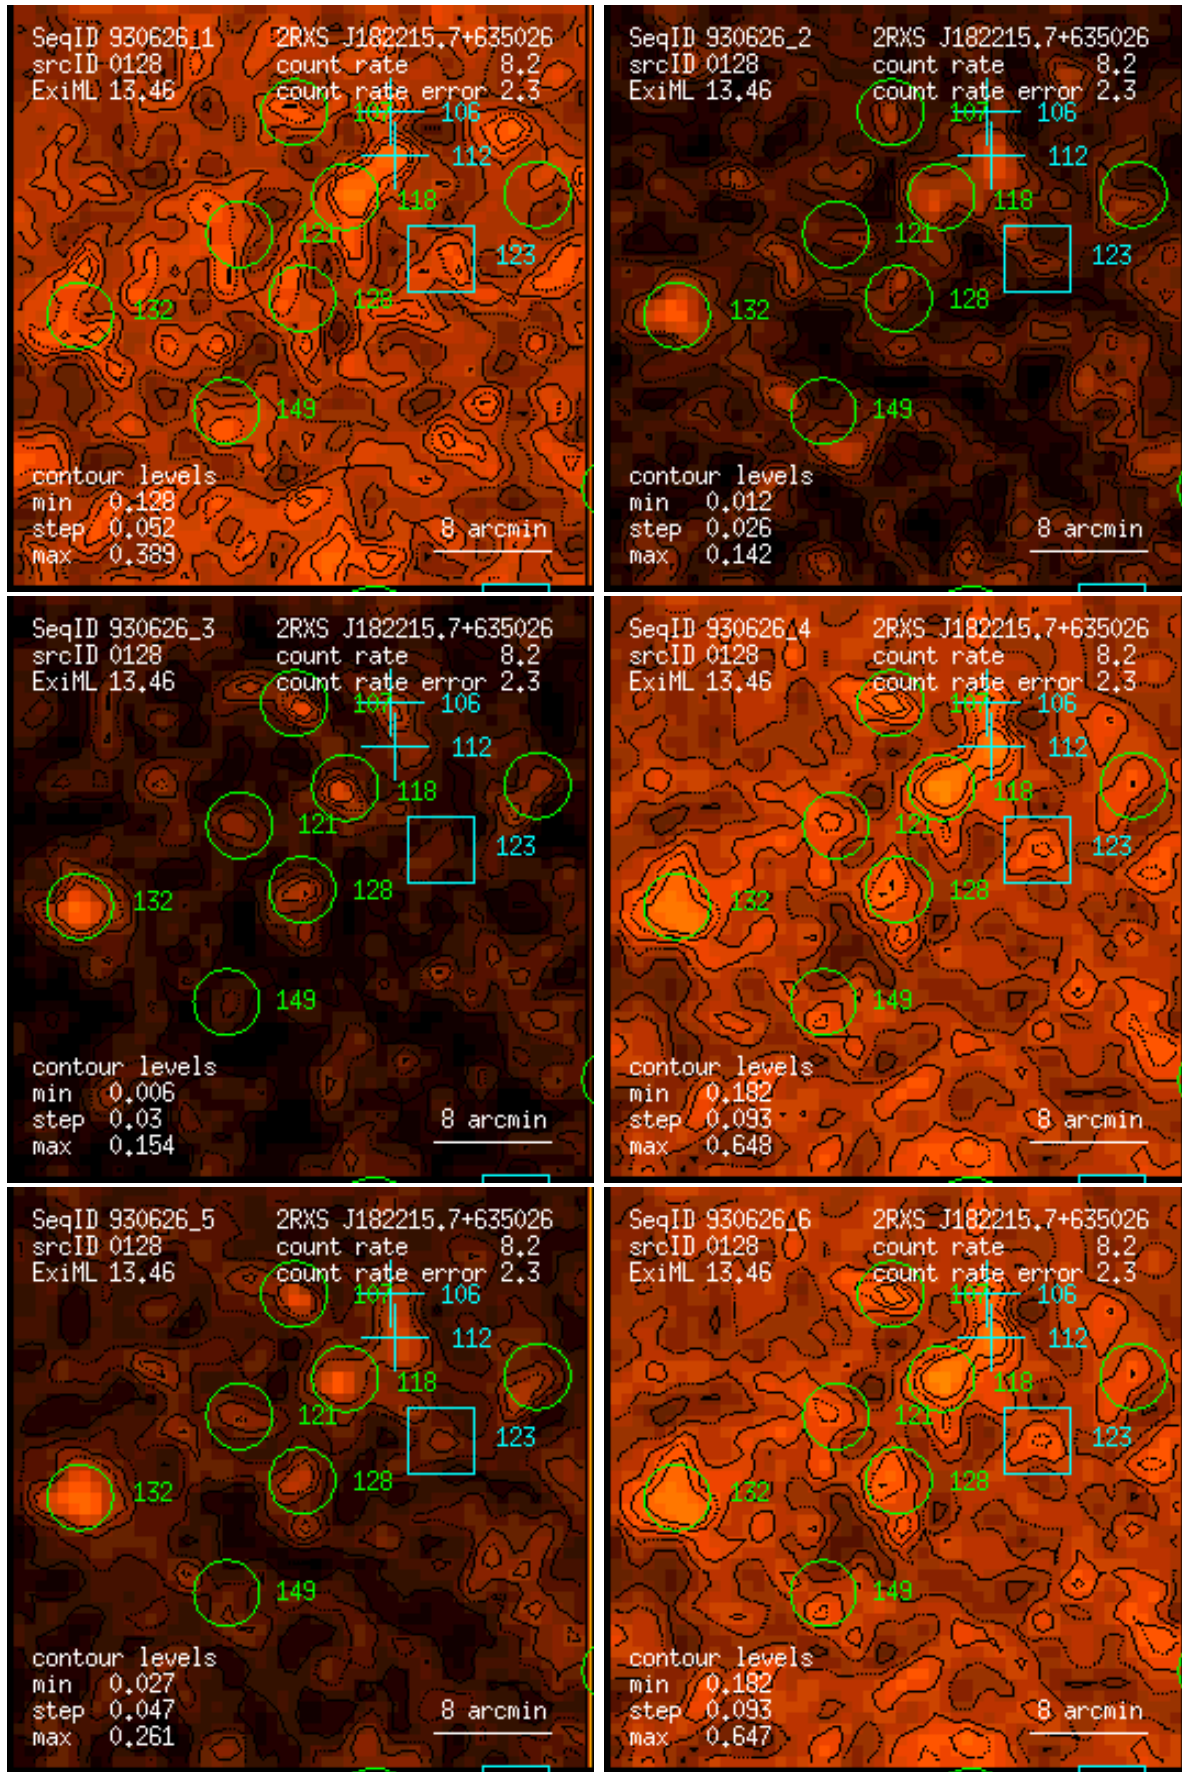 SeqID 930626_1 2RXS J182215.7+635026
srcID 0128 count rate 8.2
ExiML 13.46 count rate error 2.3
107 106
112
118
121 123
132 128
149
contour levels
min 0.128
step 0.052 8 arcmin
max 0.389
SeqID 930626_2 2RXS J182215.7+635026
srcID 0128 count rate 8.2
ExiML 13.46 count rate error 2.3
107 106
112
118
121 123
132 128
149
contour levels
min 0.012
step 0.026 8 arcmin
max 0.142
SeqID 930626_3 2RXS J182215.7+635026
srcID 0128 count rate 8.2
ExiML 13.46 count rate error 2.3
107 106
112
118
121 123
132 128
149
contour levels
min 0.006
step 0.03 8 arcmin
max 0.154
SeqID 930626_4 2RXS J182215.7+635026
srcID 0128 count rate 8.2
ExiML 13.46 count rate error 2.3
107 106
112
118
121 123
132 128
149
contour levels
min 0.182
step 0.093 8 arcmin
max 0.648
SeqID 930626_5 2RXS J182215.7+635026
srcID 0128 count rate 8.2
ExiML 13.46 count rate error 2.3
107 106
112
118
121 123
132 128
149
contour levels
min 0.027
step 0.047 8 arcmin
max 0.261
SeqID 930626_6 2RXS J182215.7+635026
srcID 0128 count rate 8.2
ExiML 13.46 count rate error 2.3
107 106
112
118
121 123
132 128
149
contour levels
min 0.182
step 0.093 8 arcmin
max 0.647